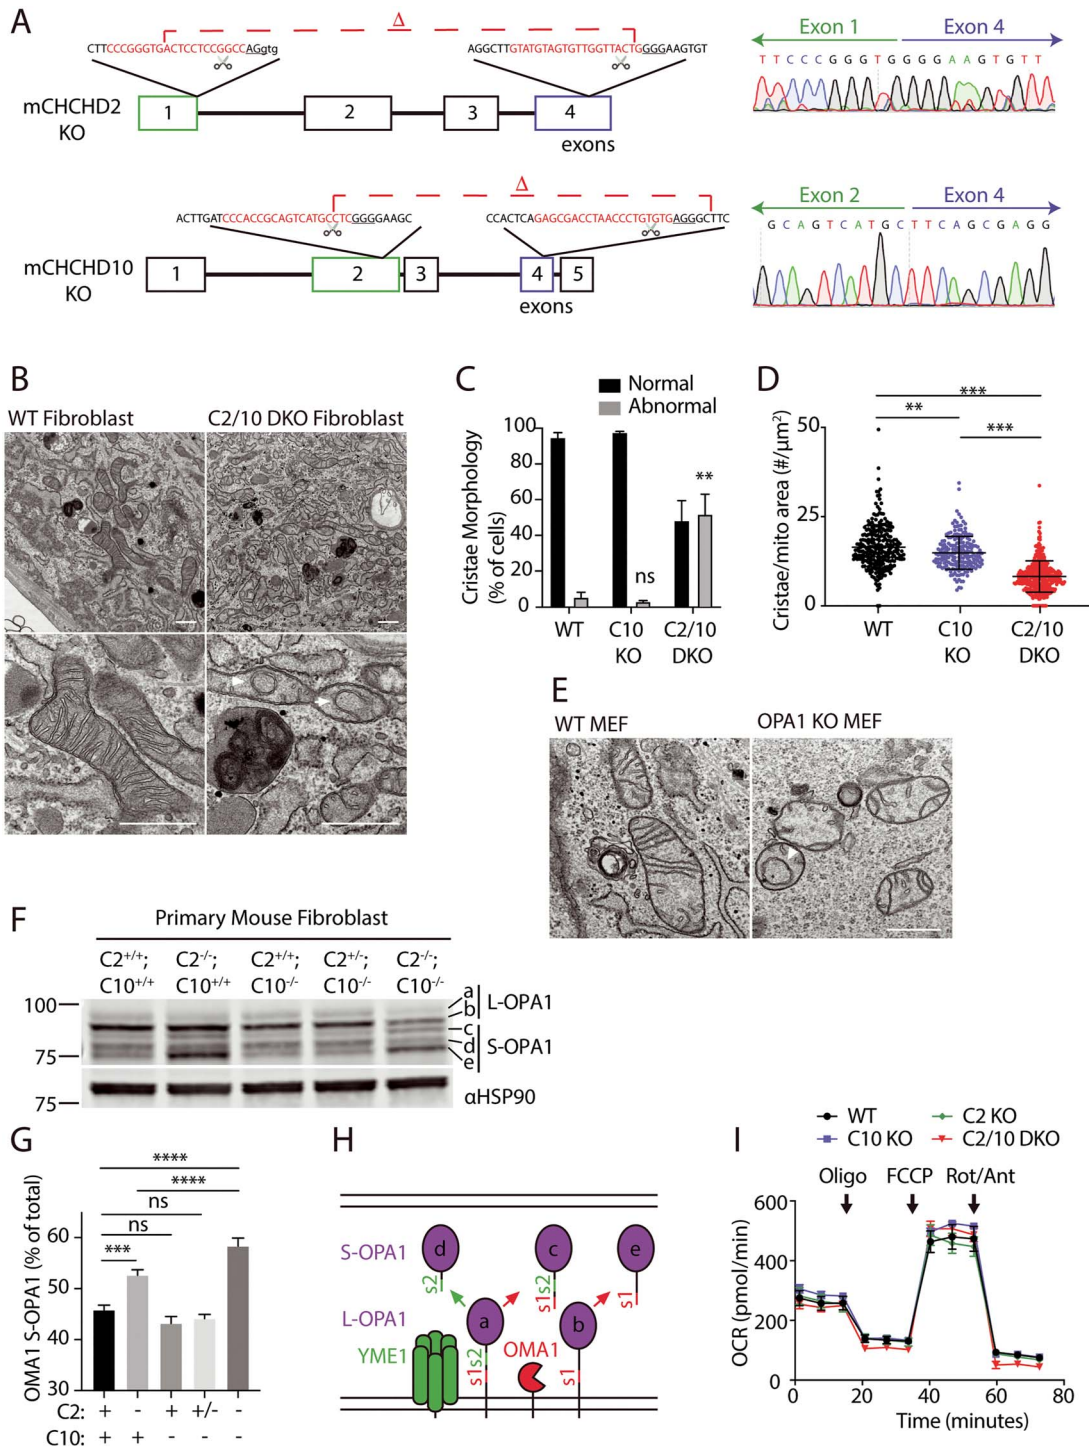 A
Δ
CTTCCCGGGTGACTCCTCCGGCCAGgtg
AGGCTTGTATGTAGTGTTGGTTACTGGGGAAGTGT
mCHCHD2
KO
1
2
3
4
exons
Exon 1
Exon 4
TTCCCGGGTGGGGAAGTGTT
Δ
ACTTGATCCCACCGCAGTCATGCCTCGGGGAAGC
CCACTCAGAGCGACCTAACCCTGTGTGAGGGCTTC
mCHCHD10
KO
1
2
3
4
5
exons
Exon 2
Exon 4
GCAGTCATGCTTCAGCGAGG
B
WT Fibroblast
C2/10 DKO Fibroblast
C
Normal
Abnormal
Cristae Morphology
(% of cells)
100
80
60
40
20
0
ns
**
WT
C10
KO
C2/10
DKO
D
Cristae/mito area (#/µm²)
50
25
0
***
**
***
WT
C10
KO
C2/10
DKO
E
WT MEF
OPA1 KO MEF
F
Primary Mouse Fibroblast
C2+/+;
C10+/+
C2-/-;
C10+/+
C2+/+;
C10-/-
C2+/-;
C10-/-
C2-/-;
C10-/-
100
75
75
a
b
c
d
e
L-OPA1
S-OPA1
αHSP90
G
OMA1 S-OPA1 (% of total)
60
50
40
30
****
****
ns
ns
***
C2: + - + +/- -
C10: + + - - -
H
S-OPA1
d
c
e
s2
s1s2
s1
L-OPA1
a
b
YME1
OMA1
s1s2
s1
I
WT
C2 KO
C10 KO
C2/10 DKO
Oligo
FCCP
Rot/Ant
OCR (pmol/min)
600
400
200
0
0 20 40 60 80
Time (minutes)